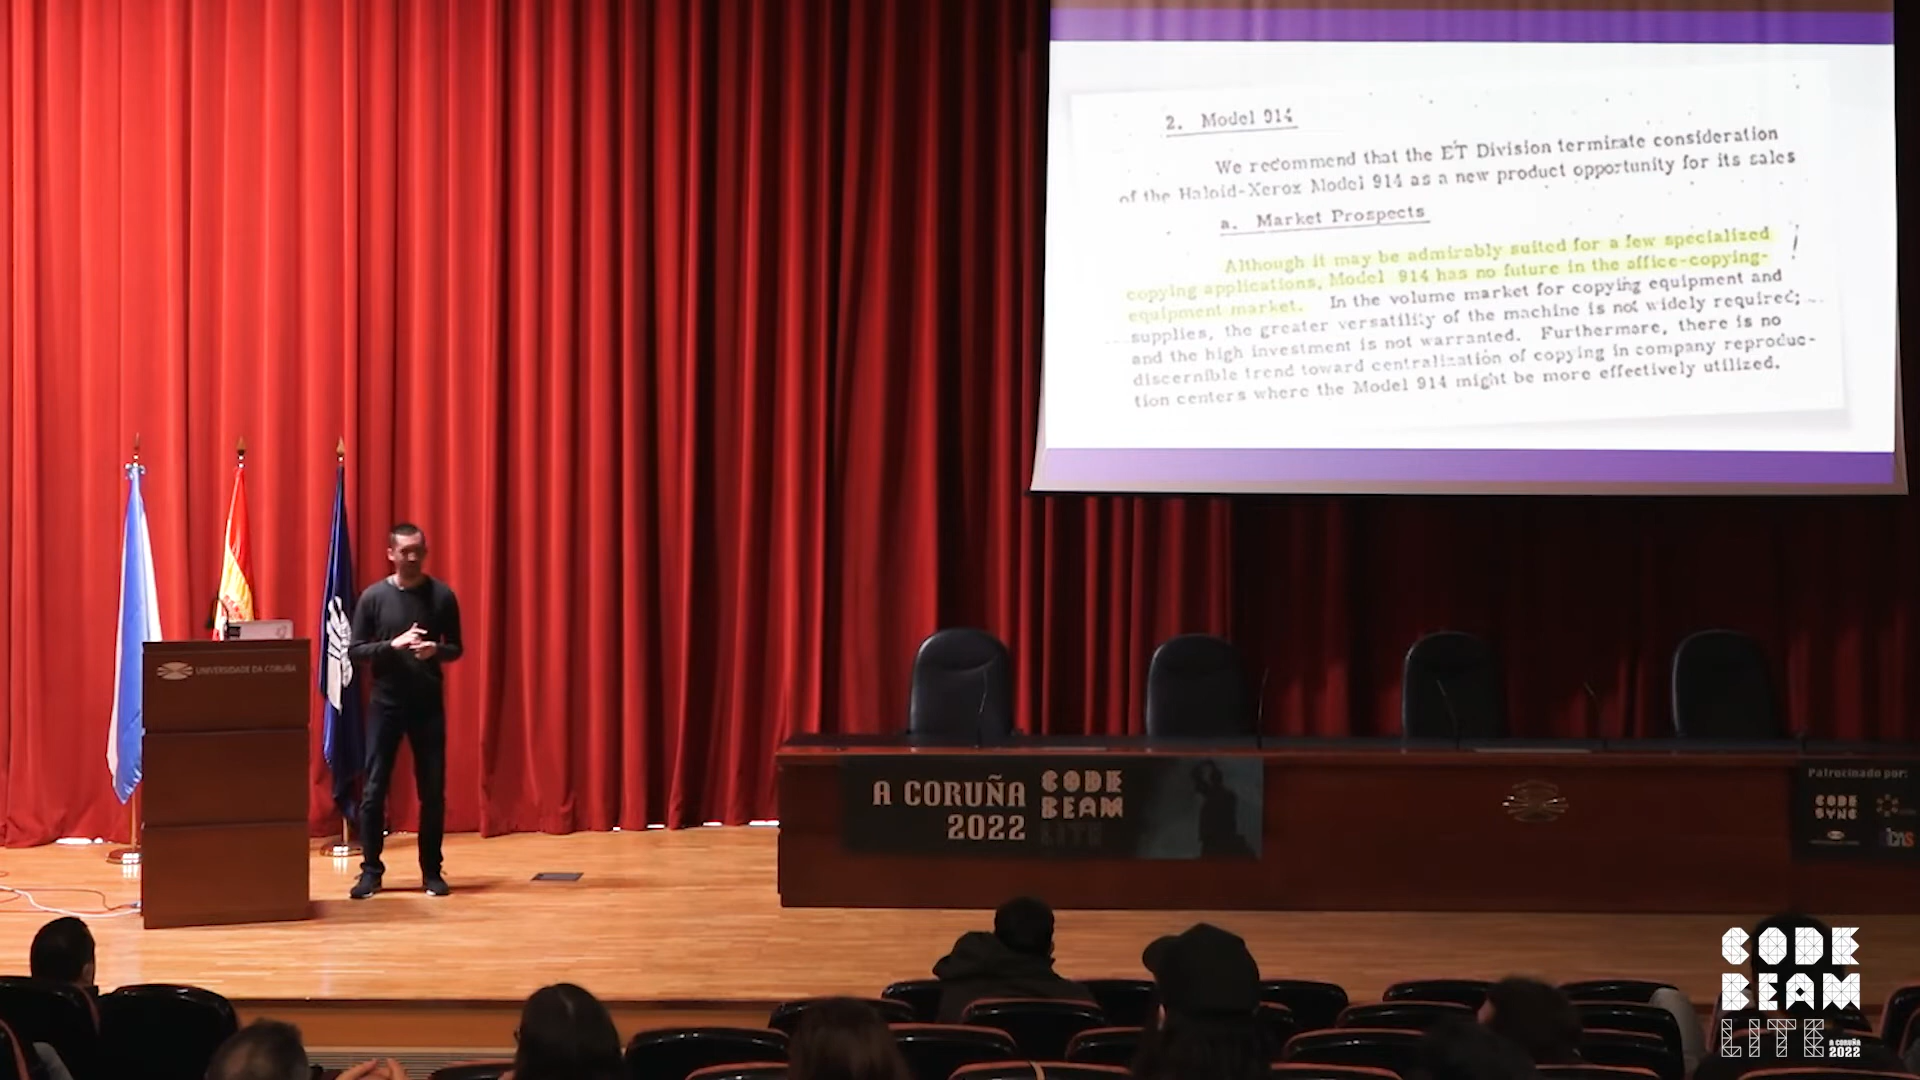 2. Model 914
We recommend that the ET Division terminate consideration
of the Haloid-Xerox Model 914 as a new product opportunity for its sales
a. Market Prospects
Although it may be admirably suited for a few specialized
copying applications, Model 914 has no future in the office-copying-
equipment market. In the volume market for copying equipment and
supplies, the greater versatility of the machine is not widely required;
and the high investment is not warranted. Furthermore, there is no
discernible trend toward centralization of copying in company reproduc-
tion centers where the Model 914 might be more effectively utilized.
!
UNIVERSIDADE DA CORUÑA
A CORUÑA
2022
CODE
BEAM
LITE
Patrocinado por:
CODE
SYNC
CODE
BEAM
LITE
A CORUÑA
2022